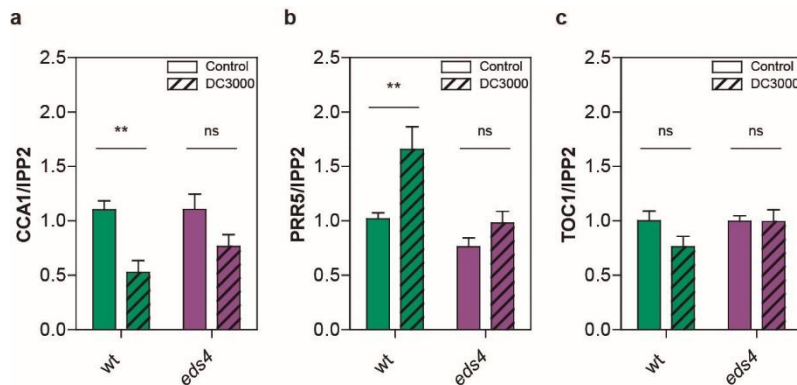 a
CCA1/IPP2
2.5
2.0
1.5
1.0
0.5
0.0
Control
DC3000
**
ns
wt
eds4
b
PRR5/IPP2
2.5
2.0
1.5
1.0
0.5
0.0
Control
DC3000
**
ns
wt
eds4
c
TOC1/IPP2
2.5
2.0
1.5
1.0
0.5
0.0
Control
DC3000
ns
ns
wt
eds4